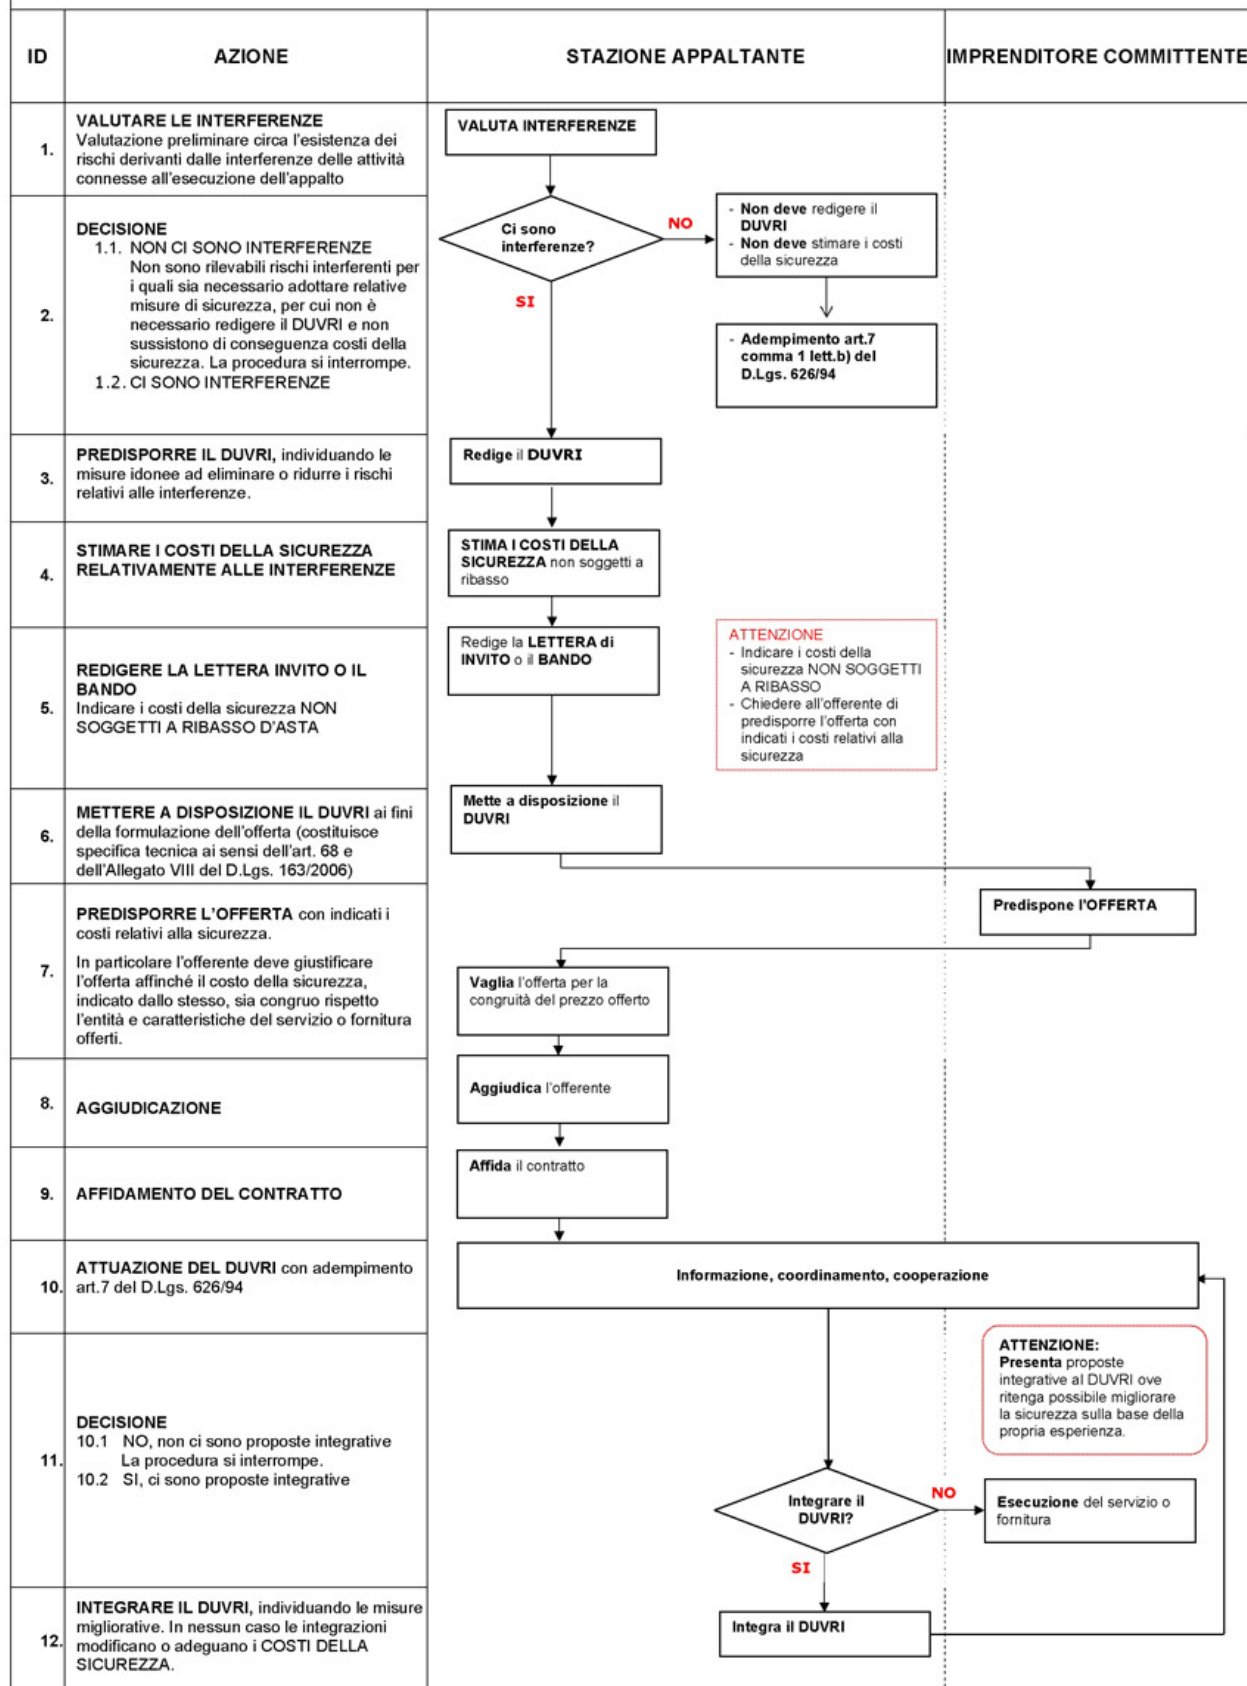 ID
AZIONE
STAZIONE APPALTANTE
IMPRENDITORE COMMITTENTE
1.
VALUTARE LE INTERFERENZE
Valutazione preliminare circa l'esistenza dei
rischi derivanti dalle interferenze delle attività
connesse all'esecuzione dell'appalto
VALUTA INTERFERENZE
2.
DECISIONE
1.1. NON CI SONO INTERFERENZE
Non sono rilevabili rischi interferenti per
i quali sia necessario adottare relative
misure di sicurezza, per cui non è
necessario redigere il DUVRI e non
sussistono di conseguenza costi della
sicurezza. La procedura si interrompe.
1.2. CI SONO INTERFERENZE
Ci sono
interferenze?
NO
SI
- Non deve redigere il
DUVRI
- Non deve stimare i costi
della sicurezza
- Adempimento art.7
comma 1 lett.b) del
D.Lgs. 626/94
3.
PREDISPORRE IL DUVRI, individuando le
misure idonee ad eliminare o ridurre i rischi
relativi alle interferenze.
Redige il DUVRI
4.
STIMARE I COSTI DELLA SICUREZZA
RELATIVAMENTE ALLE INTERFERENZE
STIMA I COSTI DELLA
SICUREZZA non soggetti a
ribasso
5.
REDIGERE LA LETTERA INVITO O IL
BANDO
Indicare i costi della sicurezza NON
SOGGETTI A RIBASSO D'ASTA
Redige la LETTERA di
INVITO o il BANDO
ATTENZIONE
- Indicare i costi della
sicurezza NON SOGGETTI
A RIBASSO
- Chiedere all'offerente di
predisporre l'offerta con
indicati i costi relativi alla
sicurezza
6.
METTERE A DISPOSIZIONE IL DUVRI ai fini
della formulazione dell'offerta (costituisce
specifica tecnica ai sensi dell'art. 68 e
dell'Allegato VIII del D.Lgs. 163/2006)
Mette a disposizione il
DUVRI
7.
PREDISPORRE L'OFFERTA con indicati i
costi relativi alla sicurezza.
In particolare l'offerente deve giustificare
l'offerta affinché il costo della sicurezza,
indicato dallo stesso, sia congruo rispetto
l'entità e caratteristiche del servizio o fornitura
offerti.
Predispone l'OFFERTA
Vaglia l'offerta per la
congruità del prezzo offerto
8.
AGGIUDICAZIONE
Aggiudica l'offerente
9.
AFFIDAMENTO DEL CONTRATTO
Affida il contratto
10.
ATTUAZIONE DEL DUVRI con adempimento
art.7 del D.Lgs. 626/94
Informazione, coordinamento, cooperazione
11.
DECISIONE
10.1 NO, non ci sono proposte integrative
La procedura si interrompe.
10.2 SI, ci sono proposte integrative
ATTENZIONE:
Presenta proposte
integrative al DUVRI ove
ritenga possibile migliorare
la sicurezza sulla base della
propria esperienza.
Integrare il
DUVRI?
NO
SI
Esecuzione del servizio o
fornitura
12.
INTEGRARE IL DUVRI, individuando le misure
migliorative. In nessun caso le integrazioni
modificano o adeguano i COSTI DELLA
SICUREZZA.
Integra il DUVRI